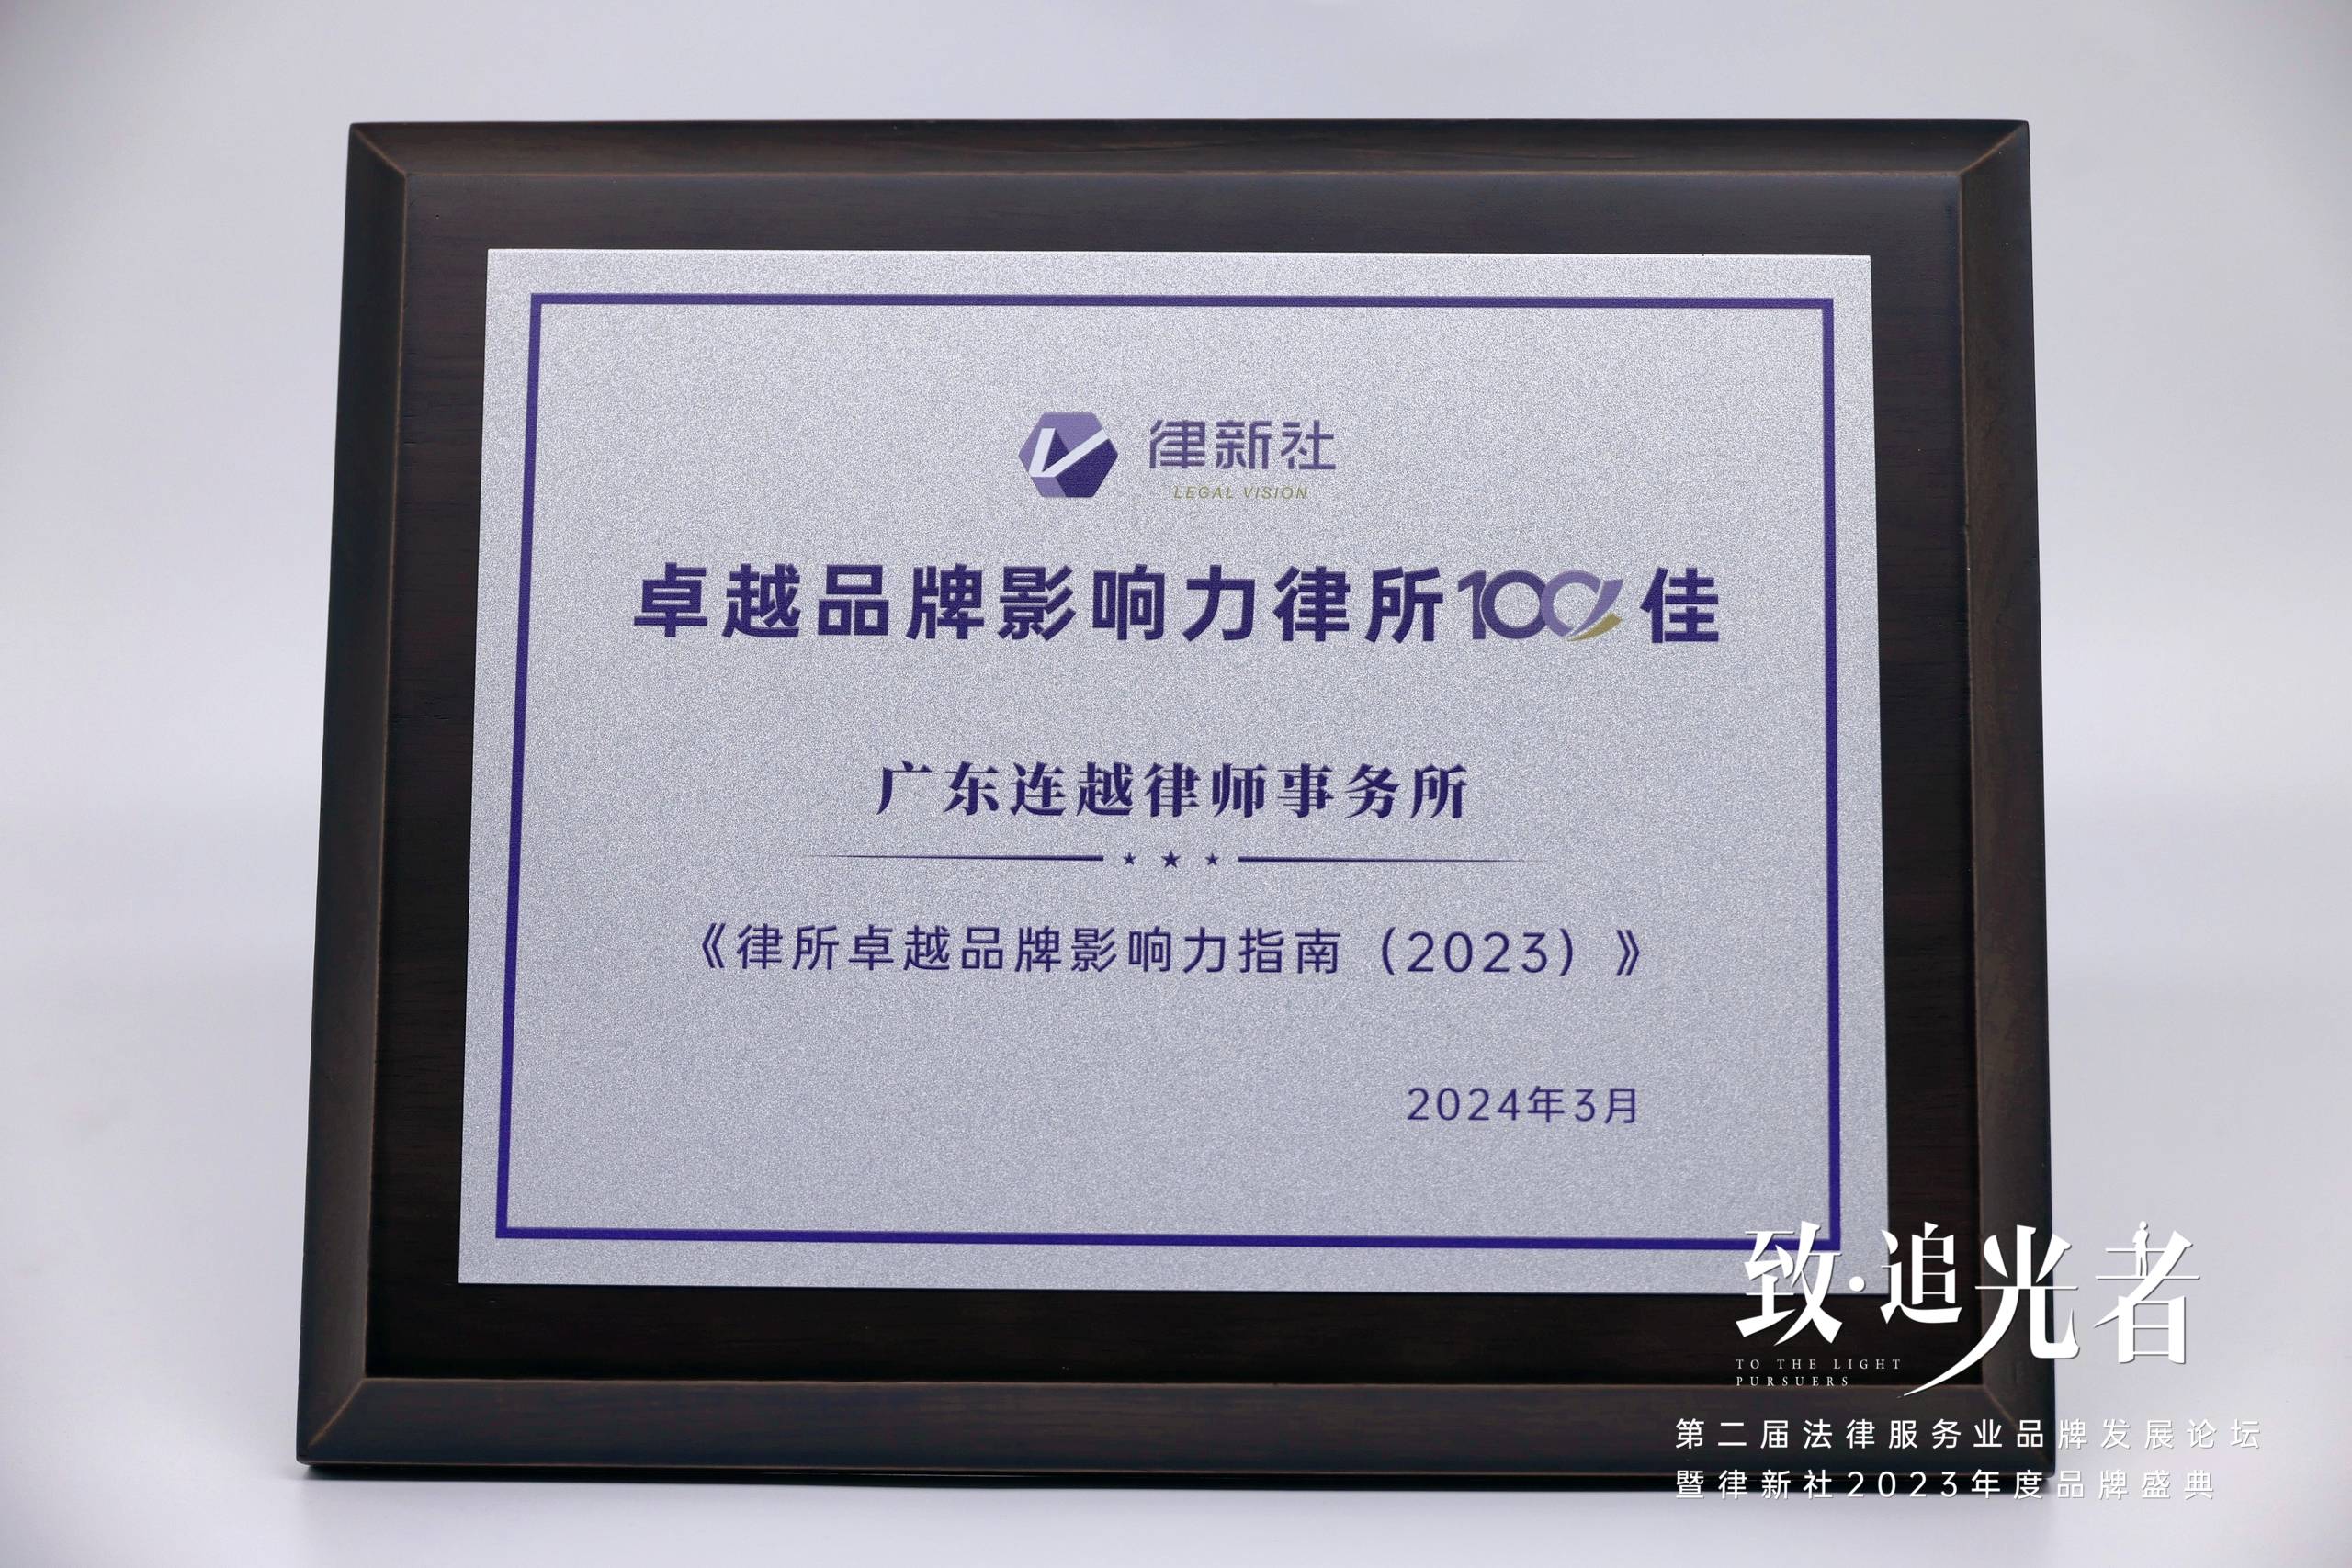 律新社
LEGAL VISION
卓越品牌影响力律所100佳
广东连越律师事务所
《律所卓越品牌影响力指南（2023）》
2024年3月
致·追光者
TO THE LIGHT
PURSUERS
第二届法律服务业品牌发展论坛
暨律新社2023年度品牌盛典